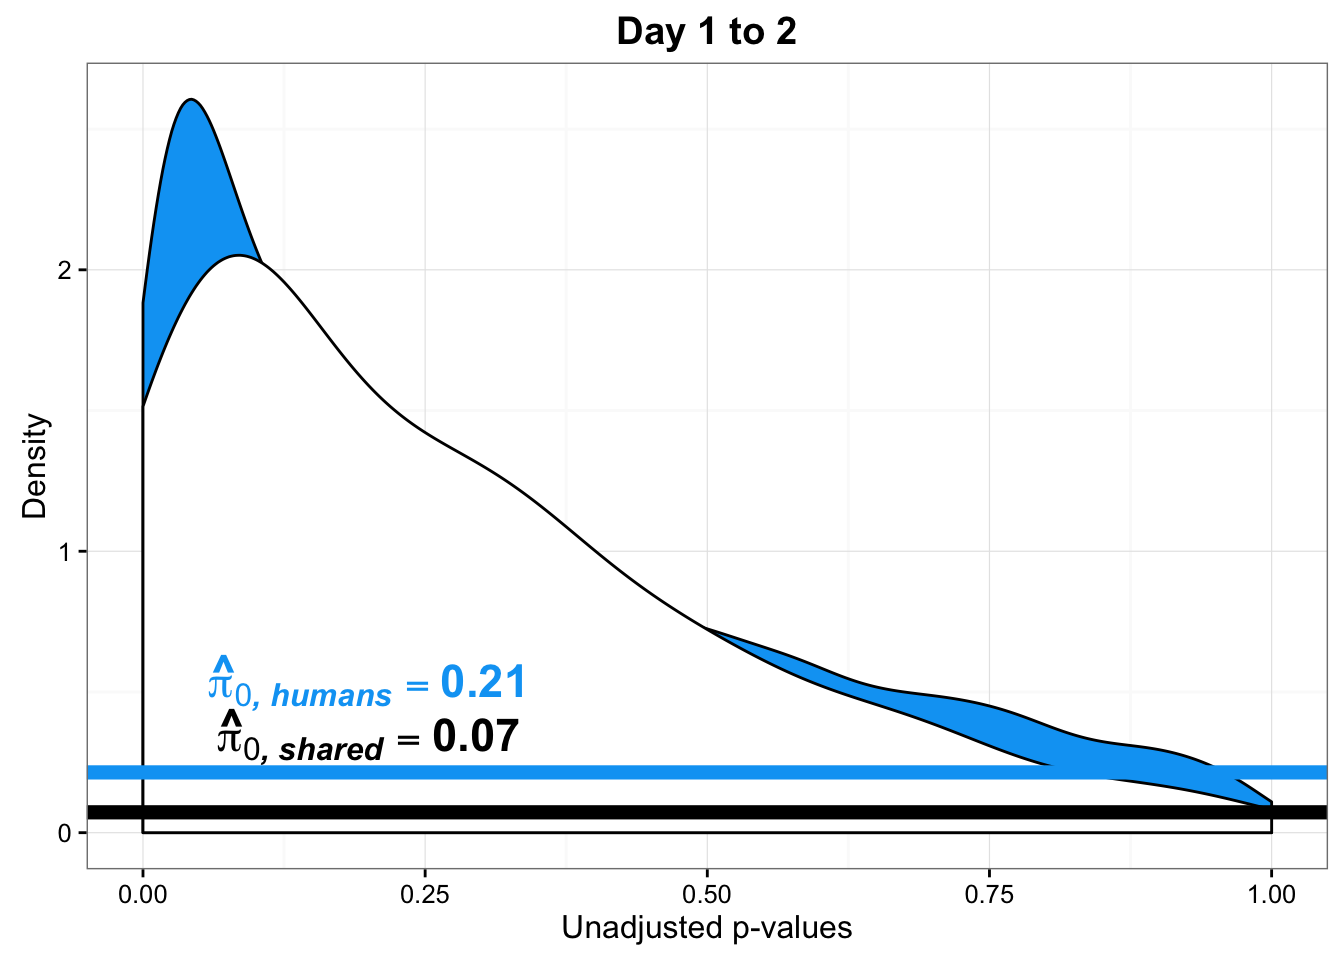 Day 1 to 2
Density
2
1
0
π̂0, humans = 0.21
π̂0, shared = 0.07
0.00 0.25 0.50 0.75 1.00
Unadjusted p-values